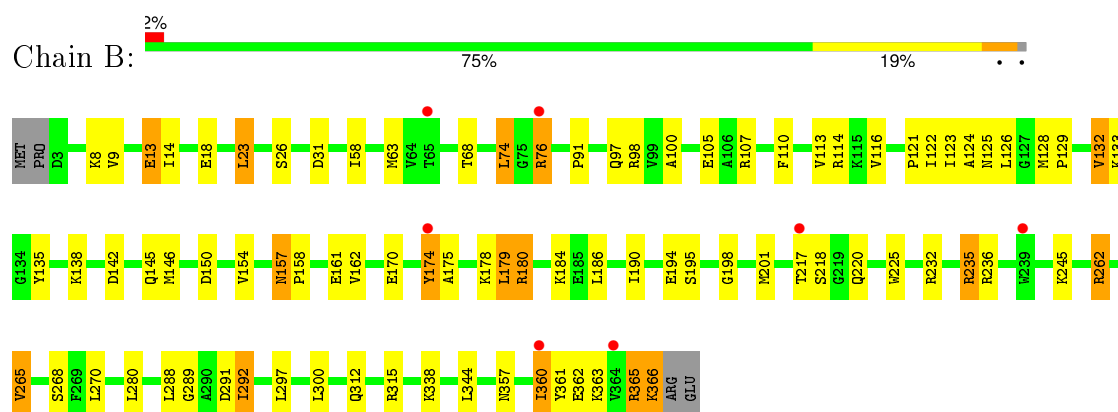 2%
Chain B:
75% 19% • •
MET PRO D3 K8 V9 E13 I14 E18 L23 S26 D31 I58 M63 V64 T65 T68 L74 G75 R76 P91 Q97 R98 V99 A100 E105 A106 R107 F110 V113 R114 K115 V116 P121 I122 I123 A124 N125 L126 G127 M128 P129 V132 K133
G134 Y135 K138 D142 Q145 M146 D150 V154 N157 P158 E161 V162 E170 Y174 A175 K178 L179 R180 K184 E185 L186 I190 E194 S195 G198 M201 T217 S218 G219 Q220 W225 R232 R235 R236 W239 K245 R262
V265 S268 F269 L270 L280 L288 G289 A290 D291 I292 L297 L300 Q312 R315 K338 L344 N357 I360 Y361 E362 K363 V364 R365 K366 ARG GLU